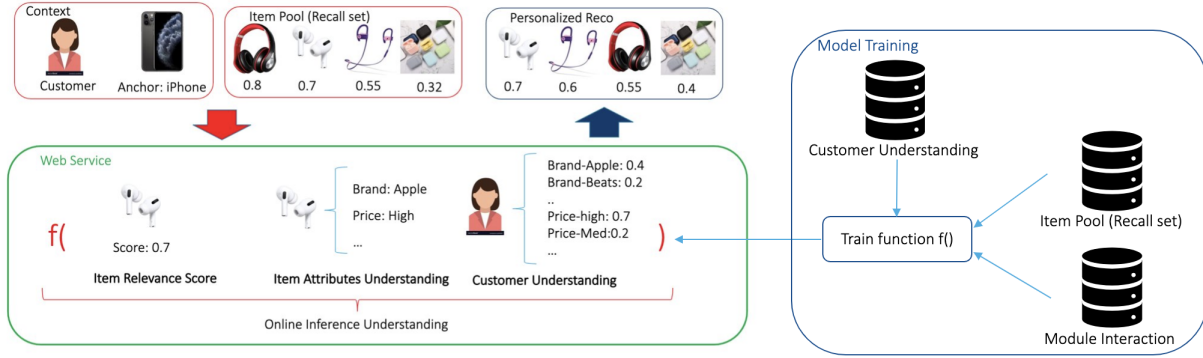 Context
Customer
Anchor: iPhone
Item Pool (Recall set)
0.8 0.7 0.55 0.32
Personalized Reco
0.7 0.6 0.55 0.4
Web Service
f(
Score: 0.7
Item Relevance Score
Brand: Apple
Price: High
...
Item Attributes Understanding
Brand-Apple: 0.4
Brand-Beats: 0.2
..
Price-high: 0.7
Price-Med:0.2
...
Customer Understanding
)
Online Inference Understanding
Model Training
Customer Understanding
Item Pool (Recall set)
Train function f()
Module Interaction